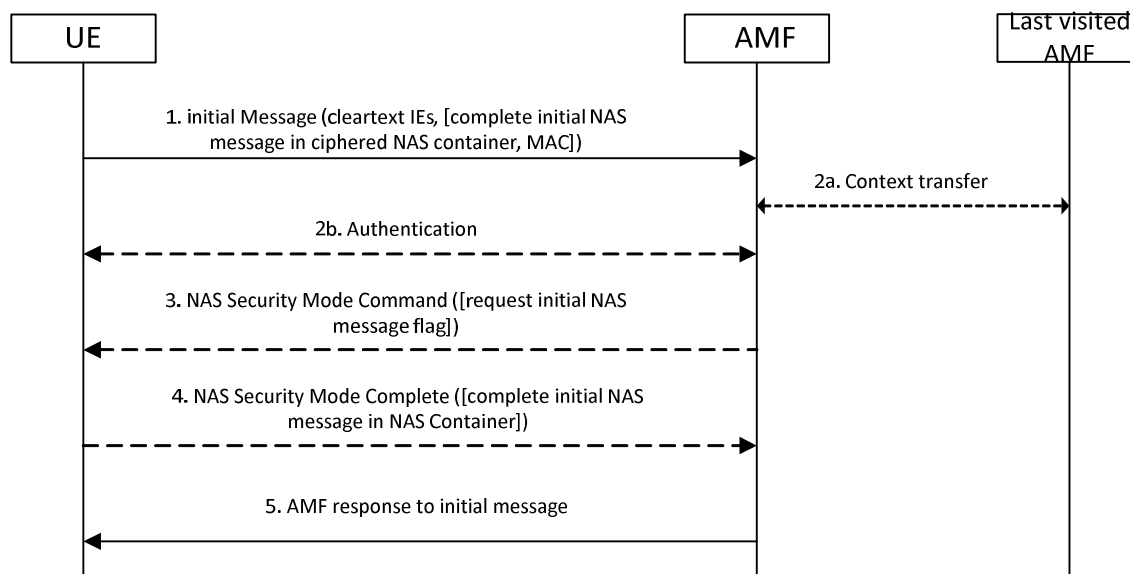 UE
AMF
Last visited
AMF
1. initial Message (cleartext IEs, [complete initial NAS
message in ciphered NAS container, MAC])
2a. Context transfer
2b. Authentication
3. NAS Security Mode Command ([request initial NAS
message flag])
4. NAS Security Mode Complete ([complete initial NAS
message in NAS Container])
5. AMF response to initial message